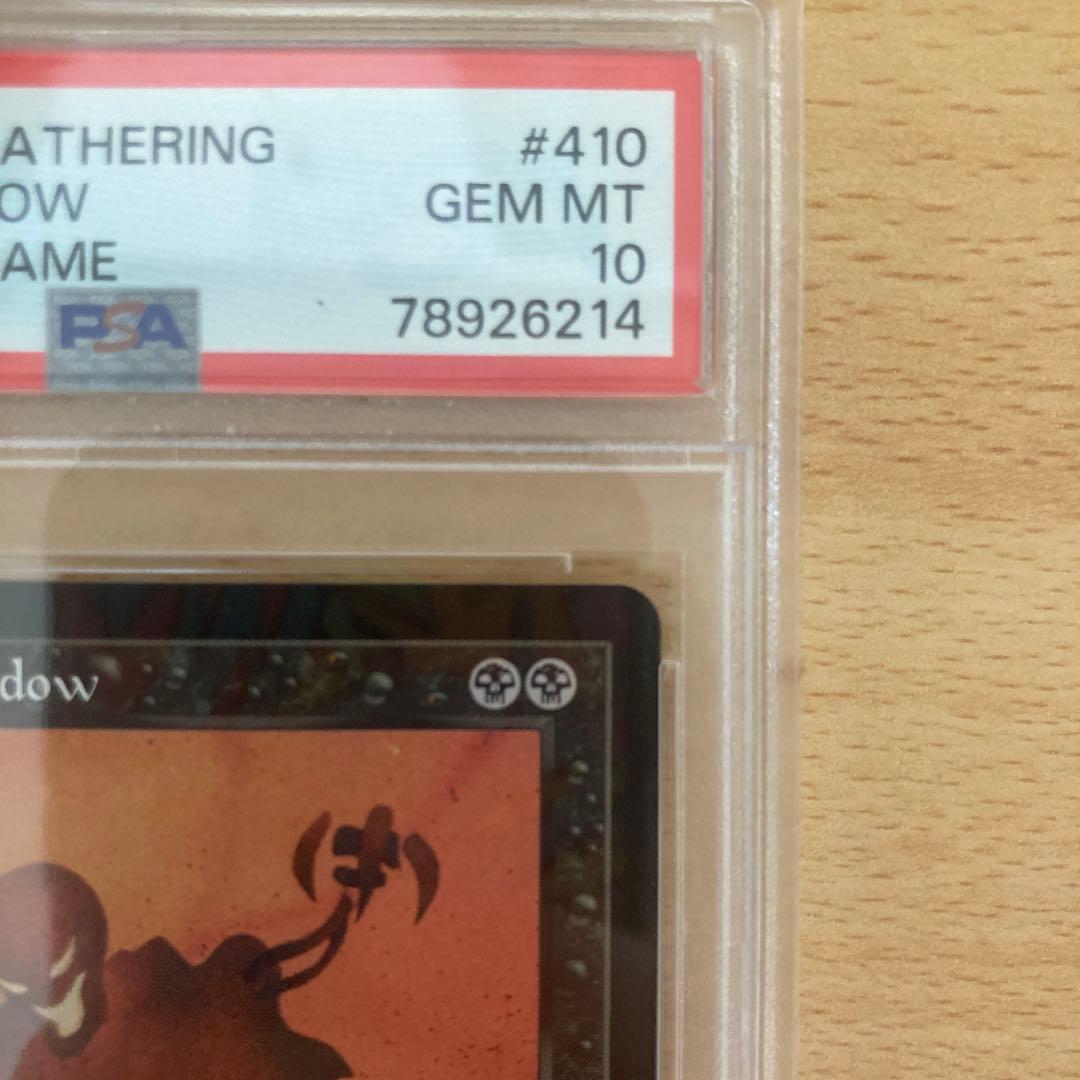 ATHERING #410
OW GEM MT
AME 10
PSA 78926214
dow